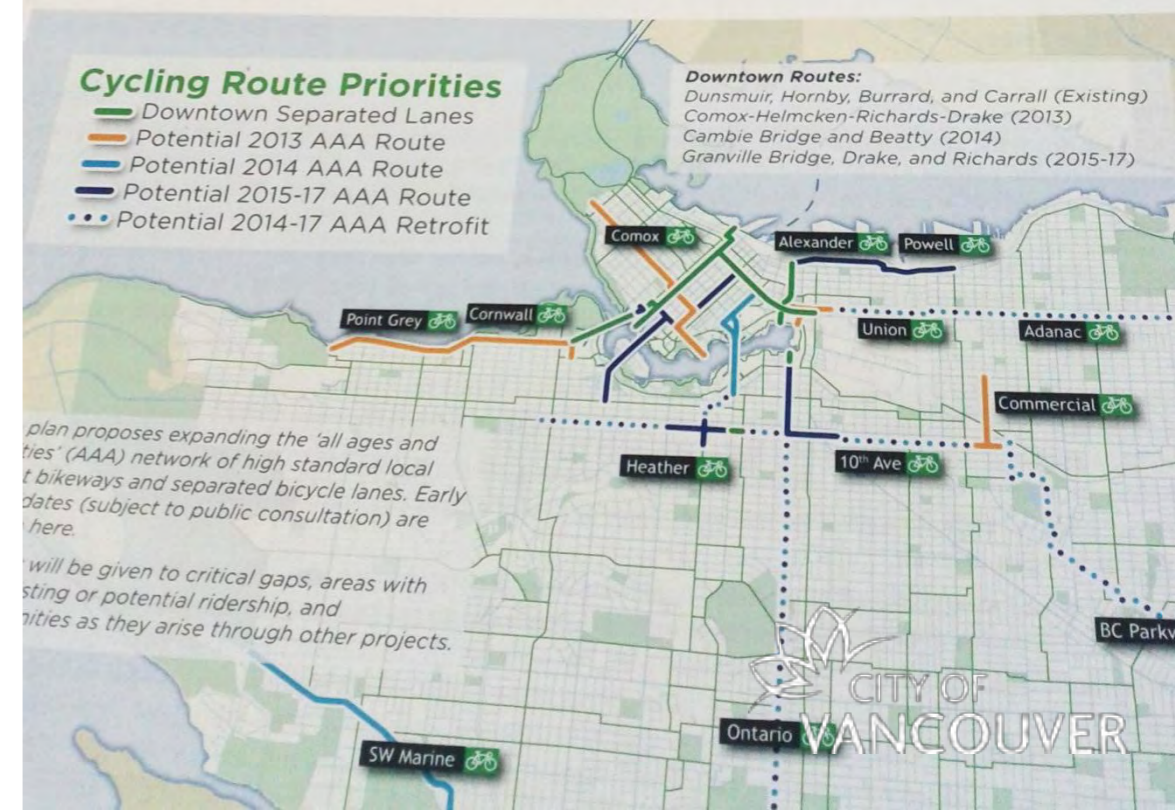 Cycling Route Priorities
Downtown Separated Lanes
Potential 2013 AAA Route
Potential 2014 AAA Route
Potential 2015-17 AAA Route
Potential 2014-17 AAA Retrofit
Downtown Routes:
Dunsmuir, Hornby, Burrard, and Carrall (Existing)
Comox-Helmcken-Richards-Drake (2013)
Cambie Bridge and Beatty (2014)
Granville Bridge, Drake, and Richards (2015-17)
Comox
Alexander
Powell
Point Grey
Cornwall
Union
Adanac
Commercial
plan proposes expanding the 'all ages and
ties' (AAA) network of high standard local
t bikeways and separated bicycle lanes. Early
dates (subject to public consultation) are
here.
Heather
10th Ave
will be given to critical gaps, areas with
sting or potential ridership, and
nities as they arise through other projects.
BC Parkw
CITY OF
VANCOUVER
Ontario
SW Marine